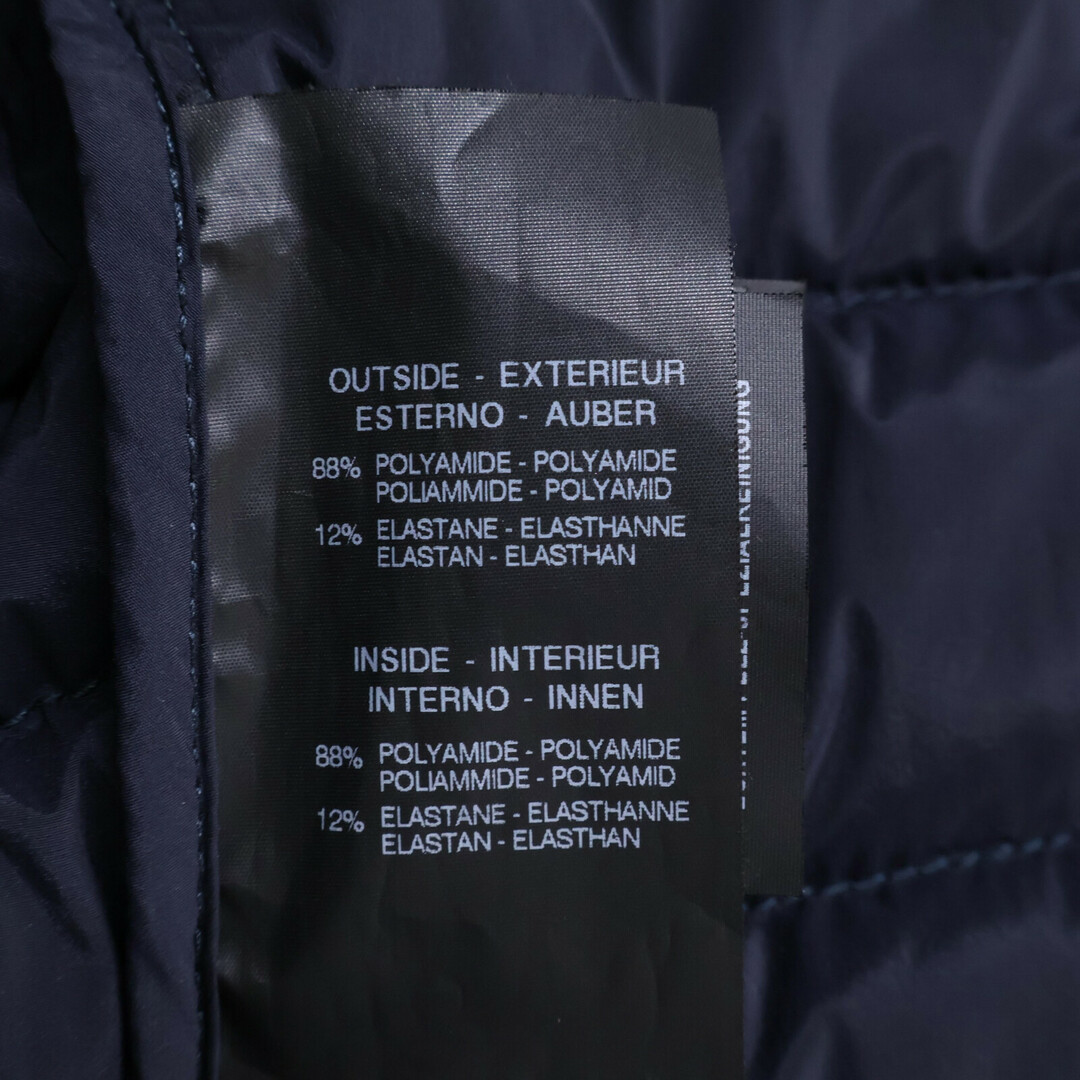 OUTSIDE - EXTERIEUR
ESTERNO - AUBER
88% POLYAMIDE - POLYAMIDE
POLIAMMIDE - POLYAMID
12% ELASTANE - ELASTHANNE
ELASTAN - ELASTHAN
INSIDE - INTERIEUR
INTERNO - INNEN
88% POLYAMIDE - POLYAMIDE
POLIAMMIDE - POLYAMID
12% ELASTANE - ELASTHANNE
ELASTAN - ELASTHAN